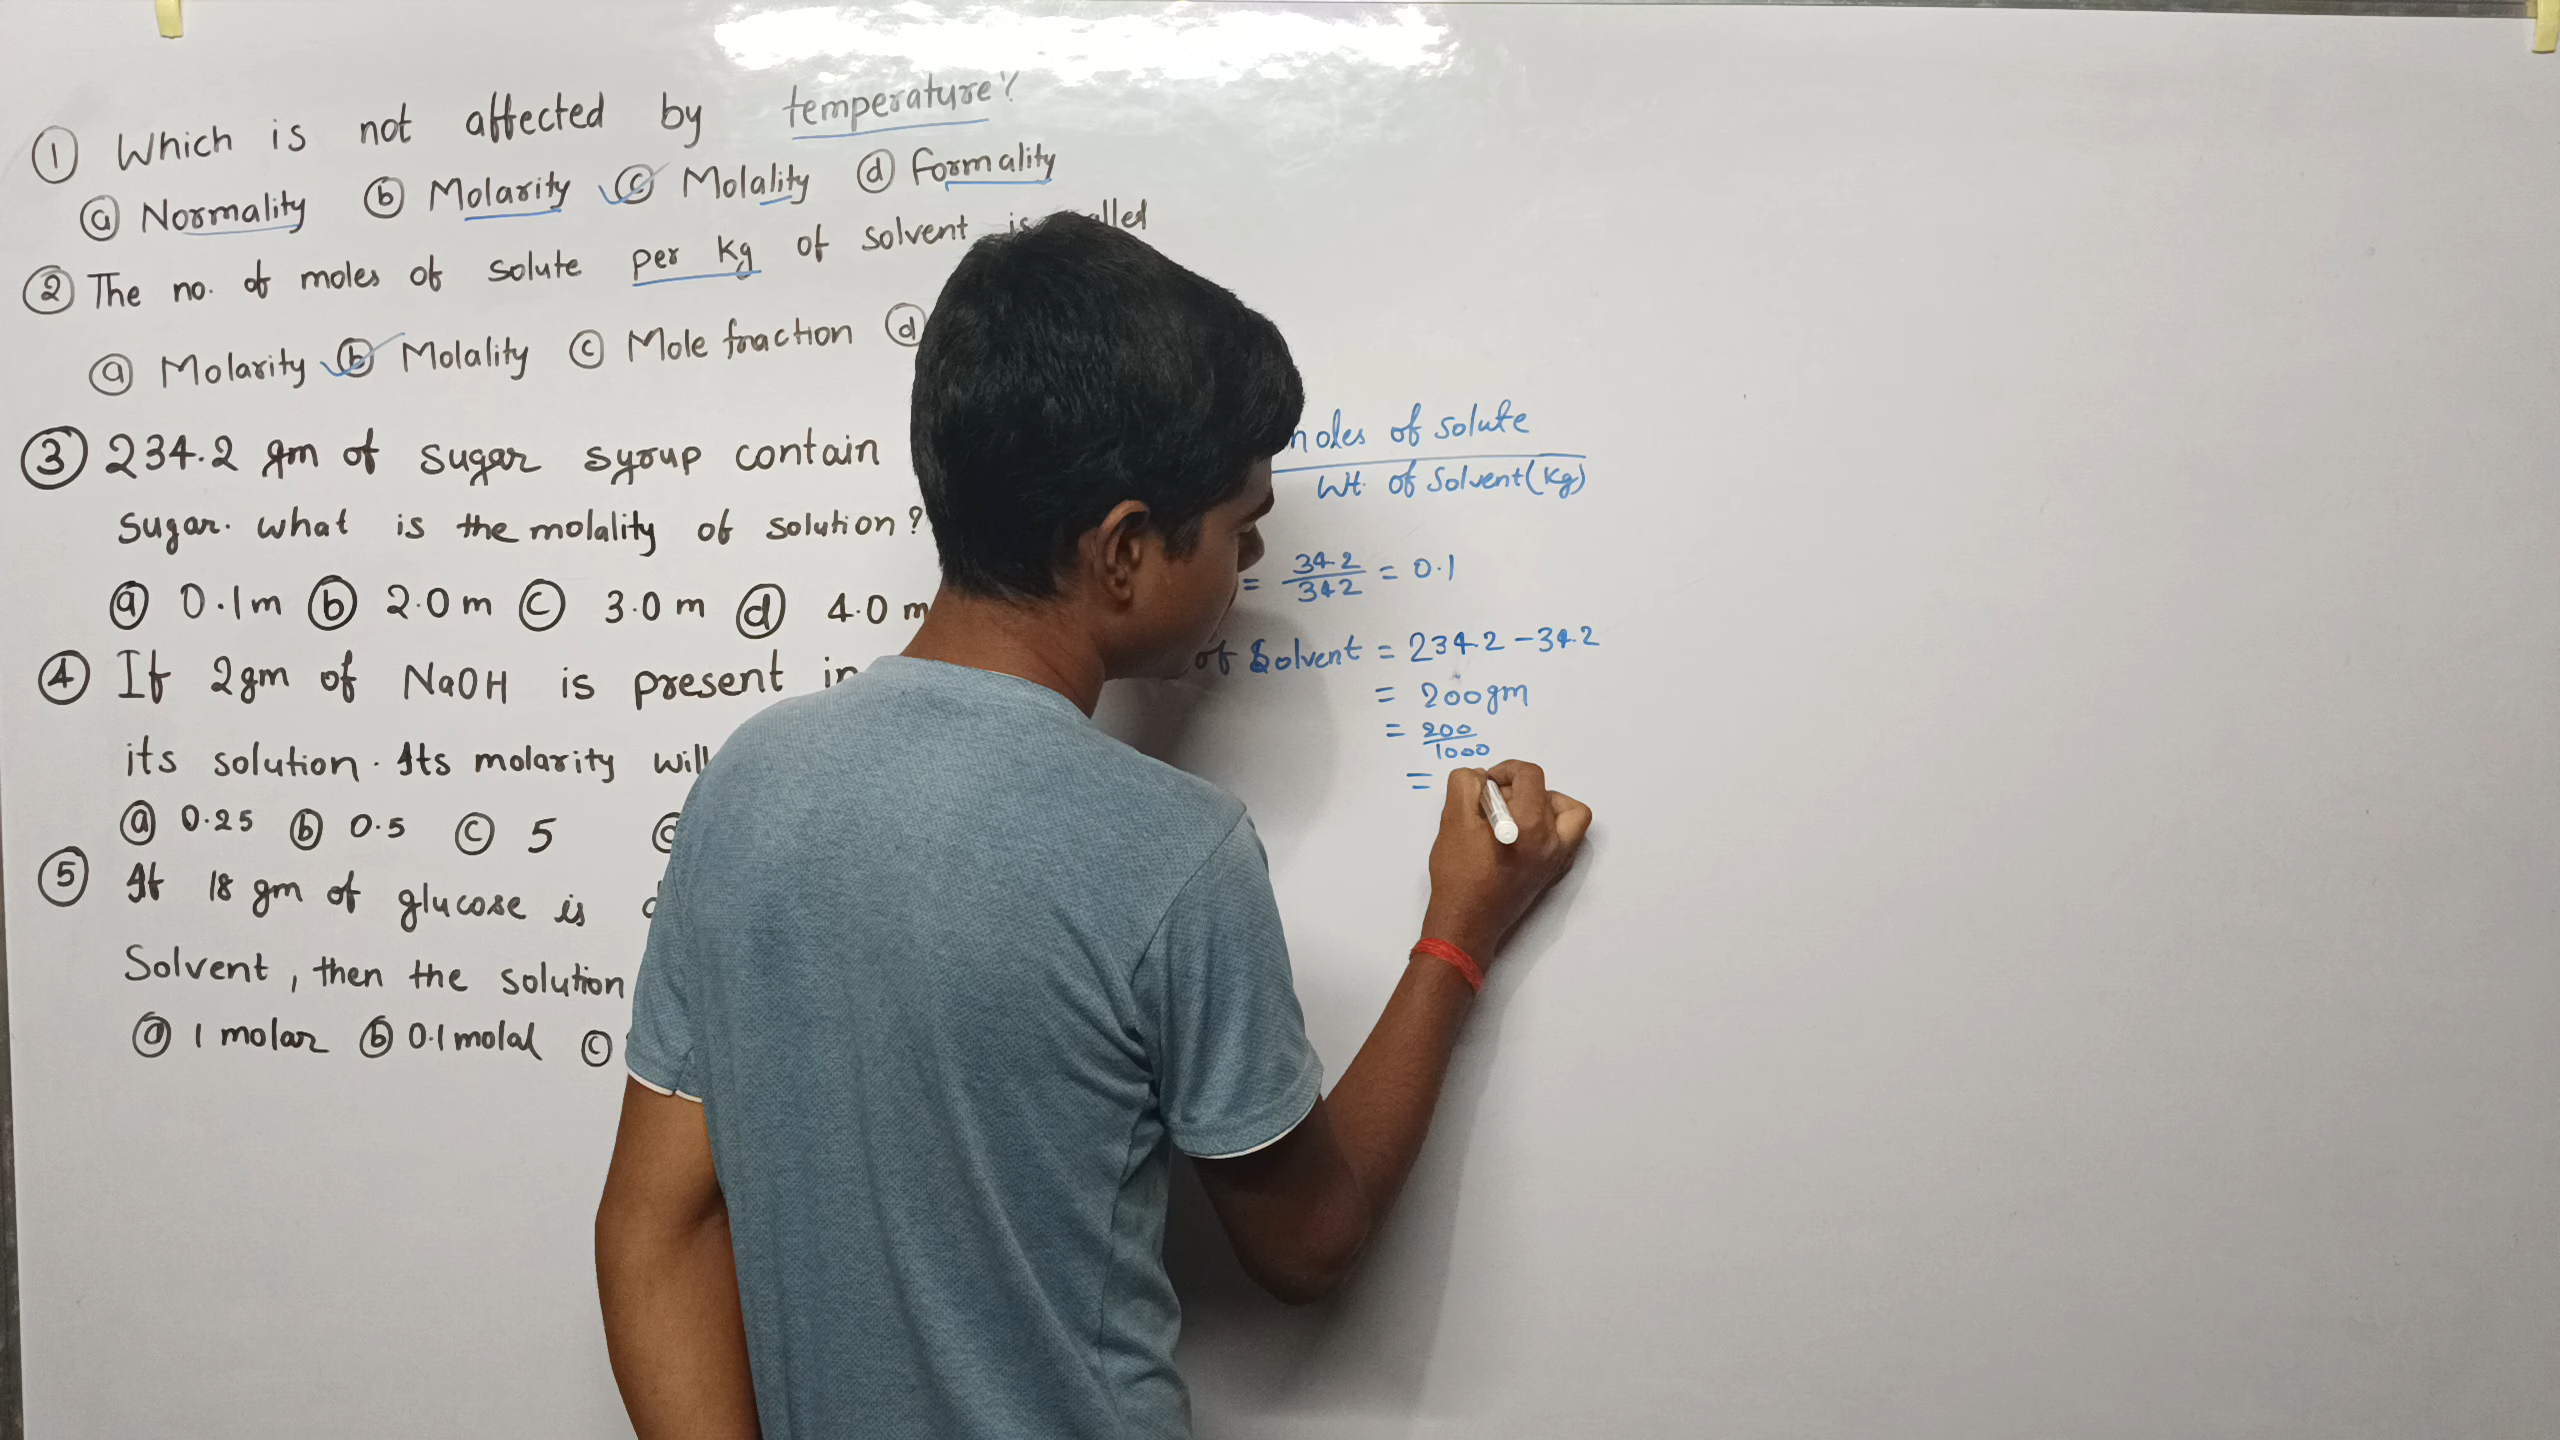 ① Which is not affected by temperature?
ⓐ Normality ⓑ Molarity ⓒ Molality ⓓ Formality
② The no. of moles of solute per kg of solvent is
ⓐ Molarity ⓑ Molality ⓒ Mole fraction ⓓ
③ 234.2 gm of sugar syrup contain
Sugar. what is the molality of solution?
ⓐ 0.1m ⓑ 2.0 m ⓒ 3.0 m ⓓ 4.0 m
④ If 2gm of NaOH is present in
its solution. Its molarity will
ⓐ 0.25 ⓑ 0.5 ⓒ 5
⑤ If 18 gm of glucose is
Solvent, then the solution
ⓐ 1 molar ⓑ 0.1 molal ⓒ
moles of solute
Wt. of Solvent (Kg)
= 34.2 / 342 = 0.1
of Solvent = 234.2 - 34.2
= 200gm
= 200 / 1000
=